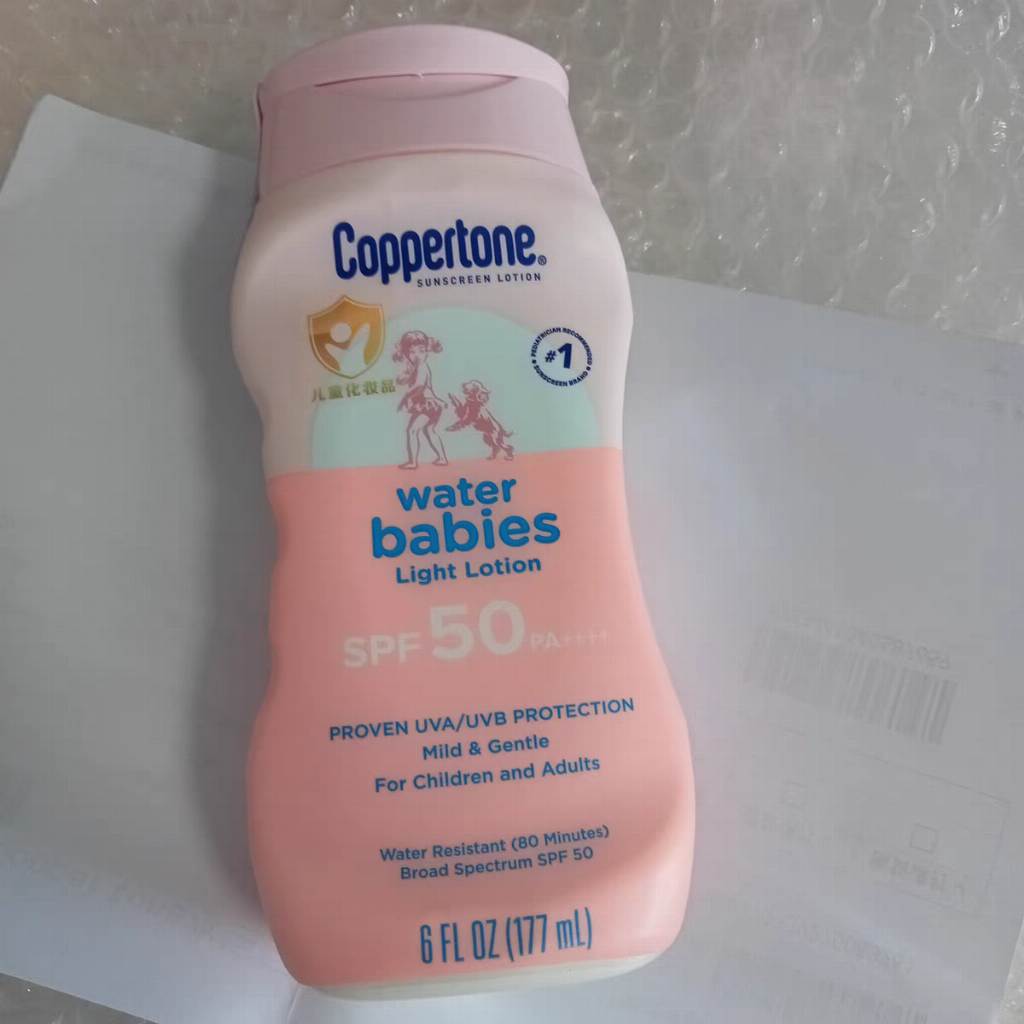 Coppertone®
SUNSCREEN LOTION
儿童化妆品
PEDIATRICIAN RECOMMENDED
#1
SUNSCREEN BRAND
water
babies
Light Lotion
SPF 50 PA++++
PROVEN UVA/UVB PROTECTION
Mild & Gentle
For Children and Adults
Water Resistant (80 Minutes)
Broad Spectrum SPF 50
6 FL OZ (177 mL)